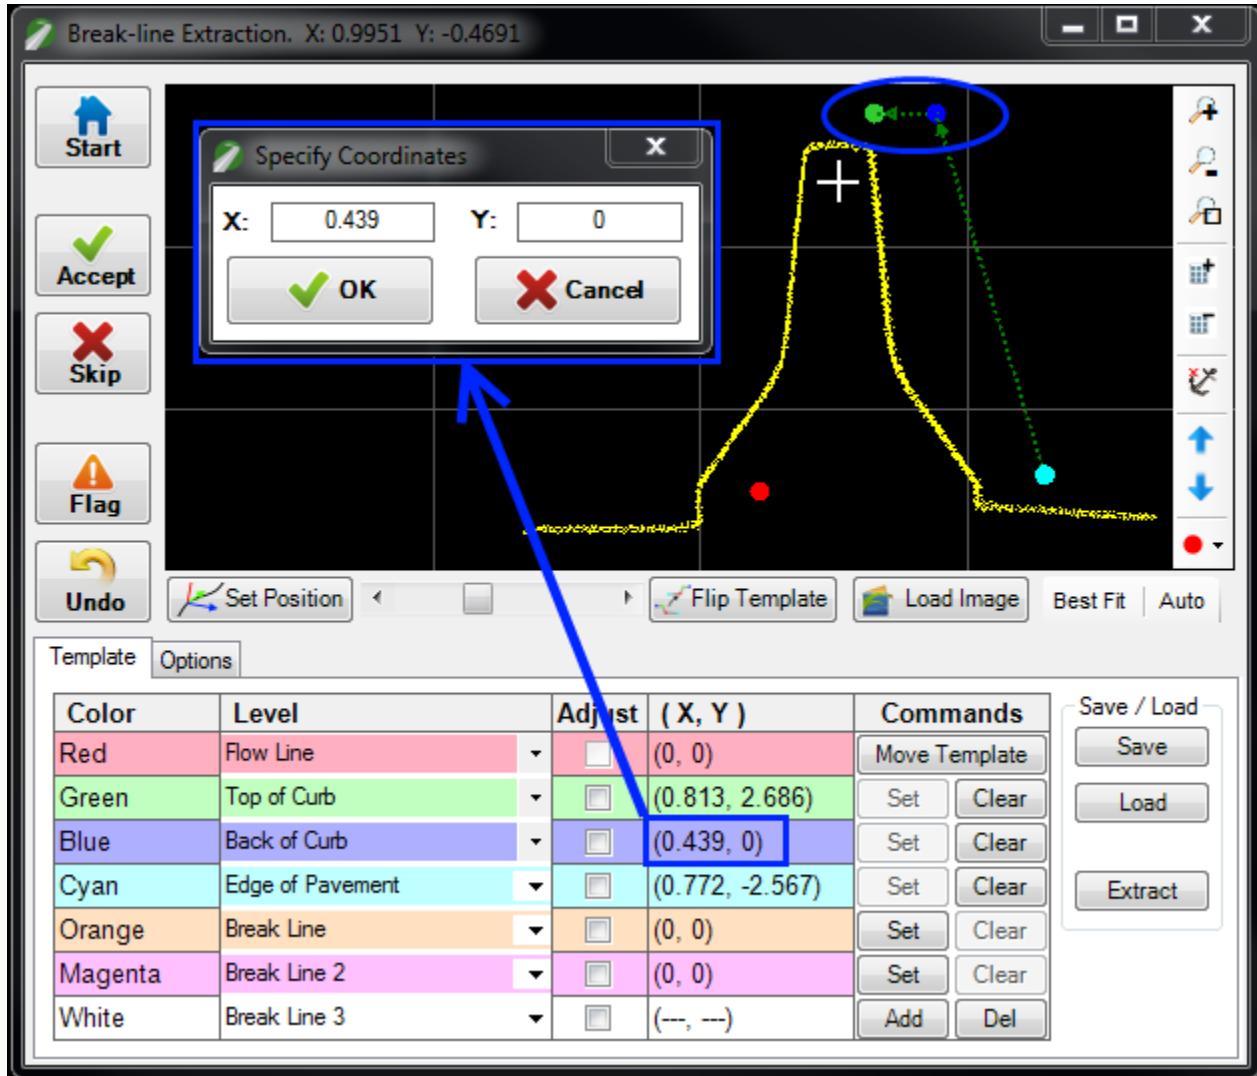 Break-line Extraction. X: 0.9951 Y: -0.4691
Start
Accept
Skip
Flag
Undo
Specify Coordinates
X: 0.439 Y: 0
OK Cancel
Set Position Flip Template Load Image Best Fit Auto
Template Options
Color Level Adjust ( X, Y ) Commands
Red Flow Line (0, 0) Move Template
Green Top of Curb (0.813, 2.686) Set Clear
Blue Back of Curb (0.439, 0) Set Clear
Cyan Edge of Pavement (0.772, -2.567) Set Clear
Orange Break Line (0, 0) Set Clear
Magenta Break Line 2 (0, 0) Set Clear
White Break Line 3 (---, ---) Add Del
Save / Load
Save
Load
Extract